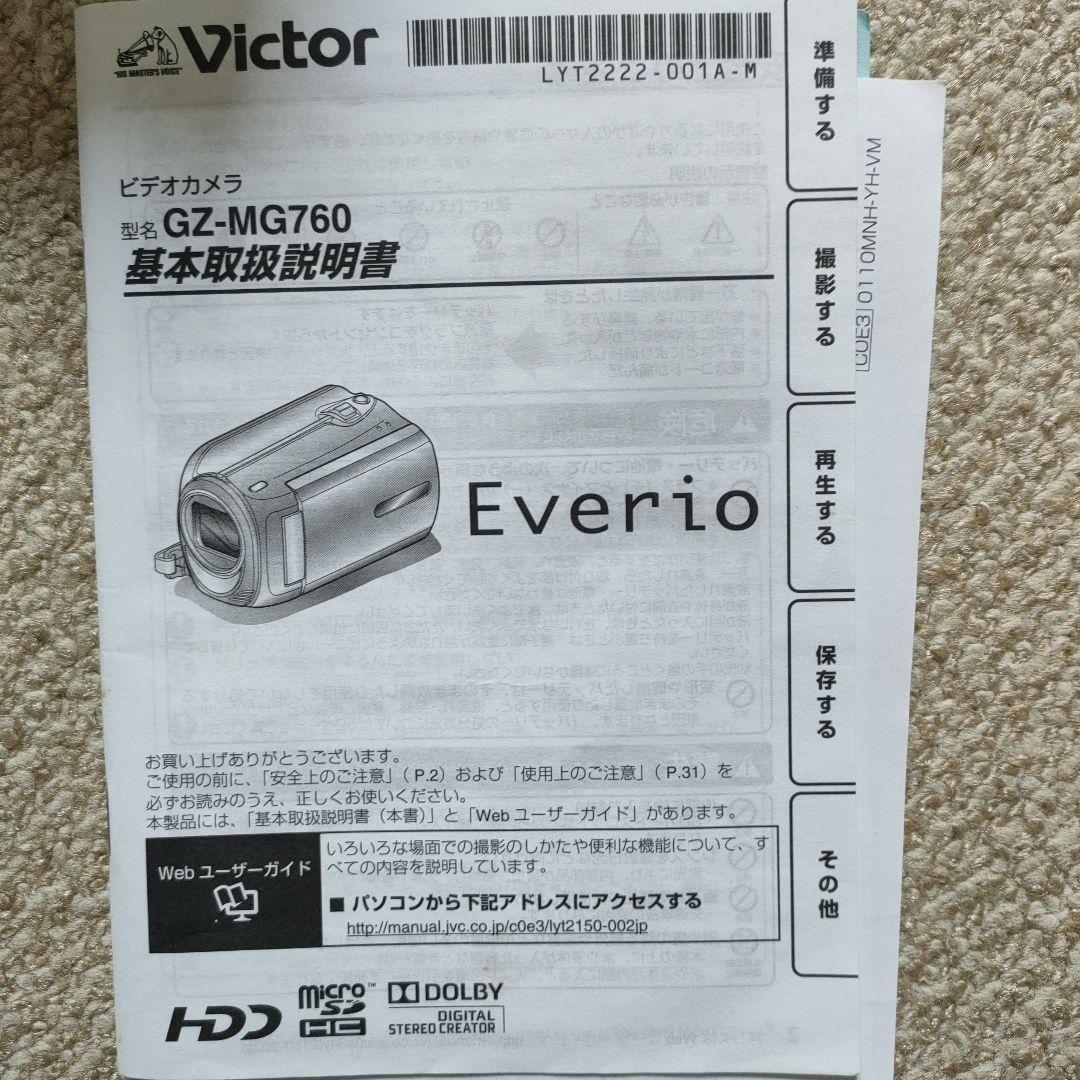 "HIS MASTER'S VOICE"
Victor
LYT2222-001A-M
ビデオカメラ
型名 GZ-MG760
基本取扱説明書
Everio
お買い上げありがとうございます。
ご使用の前に、「安全上のご注意」( P.2) および「使用上のご注意」( P.31) を
必ずお読みのうえ、正しくお使いください。
本製品には、「基本取扱説明書（本書）」と「Web ユーザーガイド」があります。
Web ユーザーガイド
いろいろな場面での撮影のしかたや便利な機能について、す
べての内容を説明しています。
■ パソコンから下記アドレスにアクセスする
http://manual.jvc.co.jp/c0e3/lyt2150-002jp
HDD
micro™
SD
HC
DOLBY
DIGITAL
STEREO CREATOR
準備する
撮影する
再生する
保存する
その他
C0E3 0110MNH-YH-VM